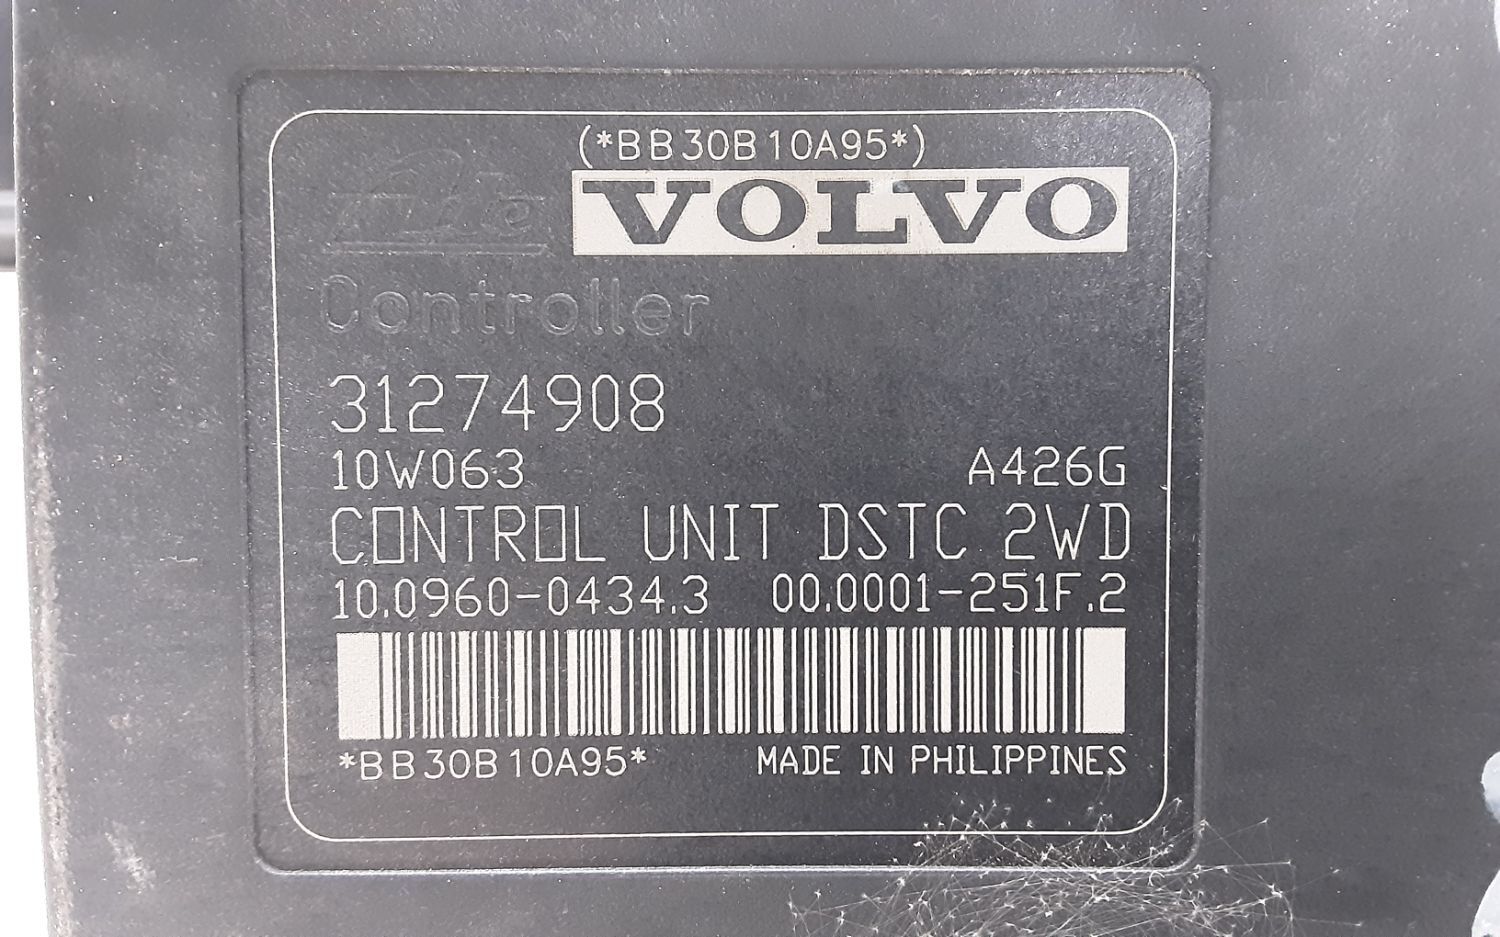 (*BB30B10A95*)
Ate VOLVO
Controller
31274908
10W063 A426G
CONTROL UNIT DSTC 2WD
10.0960-0434.3 00.0001-251F.2
*BB30B10A95* MADE IN PHILIPPINES